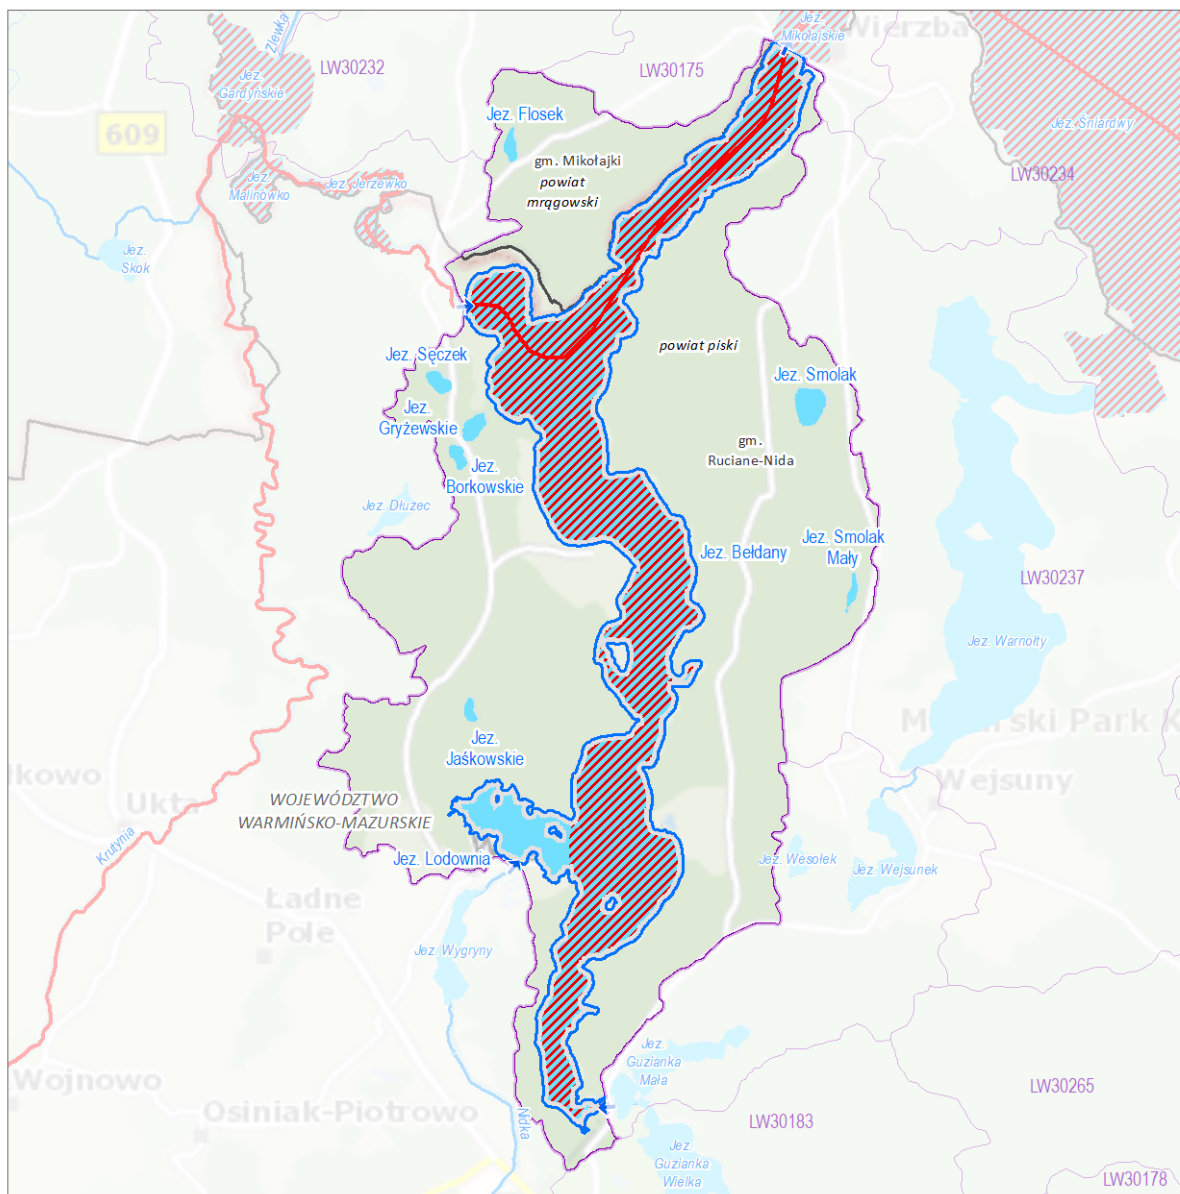 Jez.
Mikołajskie
Wierzba
Zlewka
LW30232
LW30175
Jez.
Gardyńskie
Jez. Flosek
Jez. Śniardwy
609
gm. Mikołajki
powiat
mrągowski
Jez.
Malinówko
Jez. Jerzewko
LW30234
Jez.
Skok
powiat piski
Jez. Sęczek
Jez. Smolak
Jez.
Gryżewskie
gm.
Ruciane-Nida
Jez.
Borkowskie
Jez. Dłużec
Jez. Bełdany
Jez. Smolak
Mały
LW30237
Jez. Warnołty
Jez.
Jaśkowskie
Park K
łkowo
Ukta
WOJEWÓDZTWO
WARMIŃSKO-MAZURSKIE
Wejsuny
Krutynia
Jez. Lodownia
Jez. Wesołek
Jez. Wejsunek
Ładne
Pole
Jez. Wygryny
Jez.
Guzianka
Mała
Wojnowo
Osiniak-Piotrowo
Nidka
LW30265
LW30183
Jez.
Guzianka
Wielka
LW30178